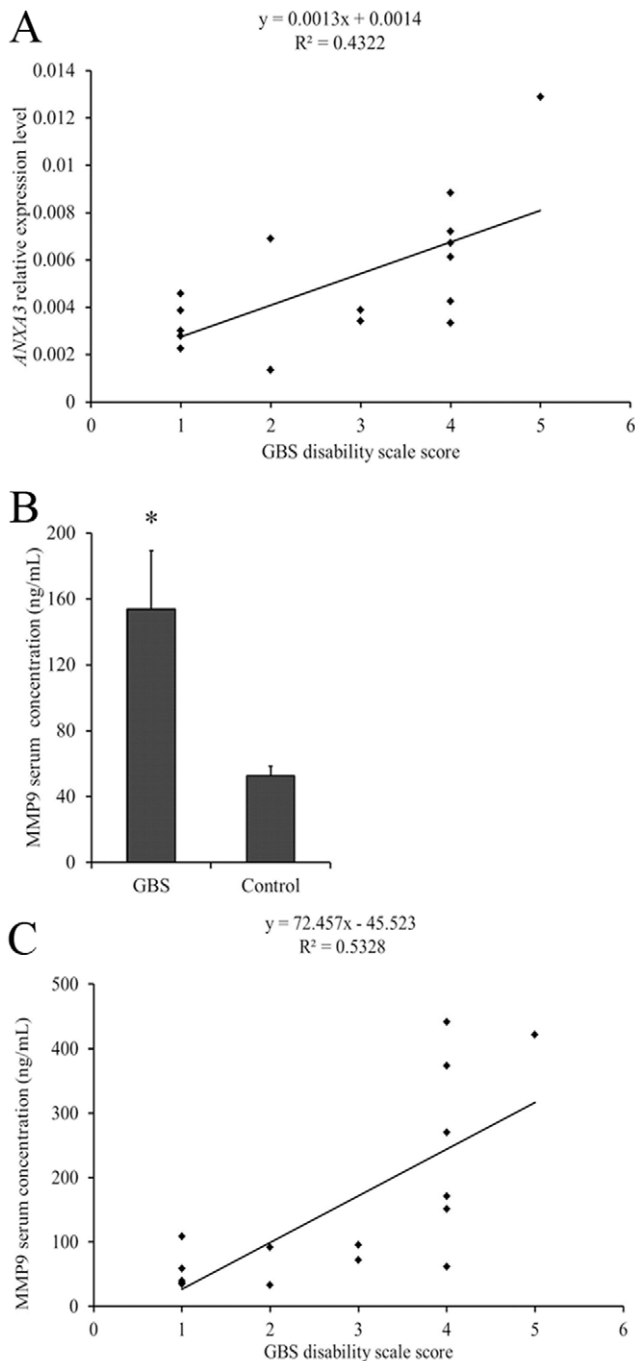 A
y = 0.0013x + 0.0014
R² = 0.4322
ANXA3 relative expression level
0.014
0.012
0.01
0.008
0.006
0.004
0.002
0
0 1 2 3 4 5 6
GBS disability scale score
B
MMP9 serum concentration (ng/mL)
*
200
160
120
80
40
0
GBS Control
C
y = 72.457x - 45.523
R² = 0.5328
MMP9 serum concentration (ng/mL)
500
400
300
200
100
0
0 1 2 3 4 5 6
GBS disability scale score